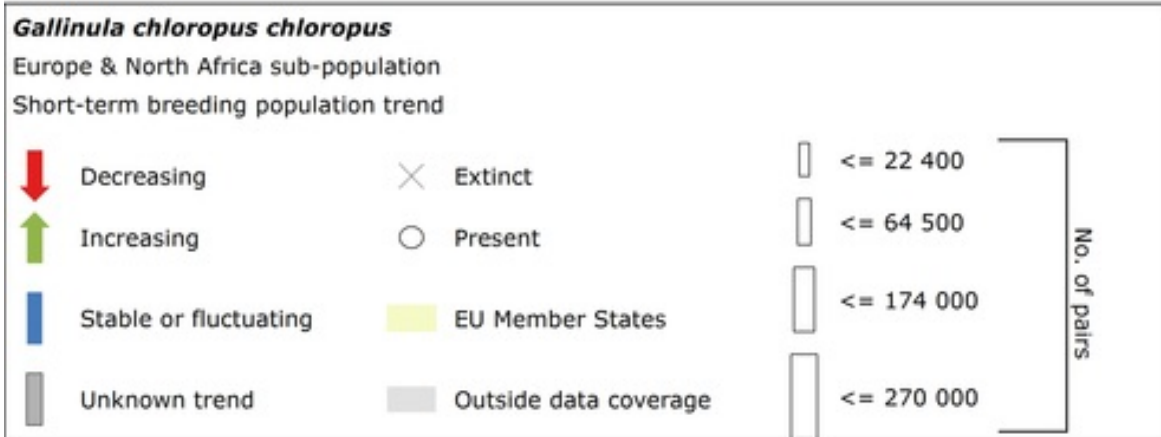 Gallinula chloropus chloropus
Europe & North Africa sub-population
Short-term breeding population trend
Decreasing
Increasing
Stable or fluctuating
Unknown trend
Extinct
Present
EU Member States
Outside data coverage
<= 22 400
<= 64 500
<= 174 000
<= 270 000
No. of pairs